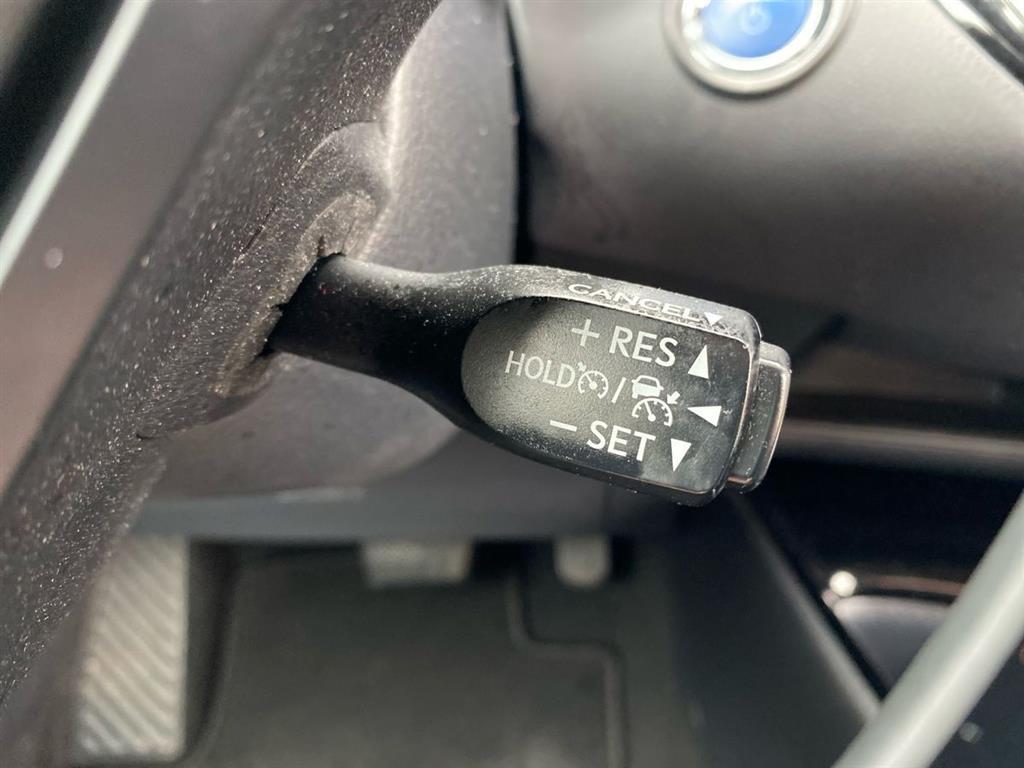 CANCEL
+ RES
HOLD /
− SET